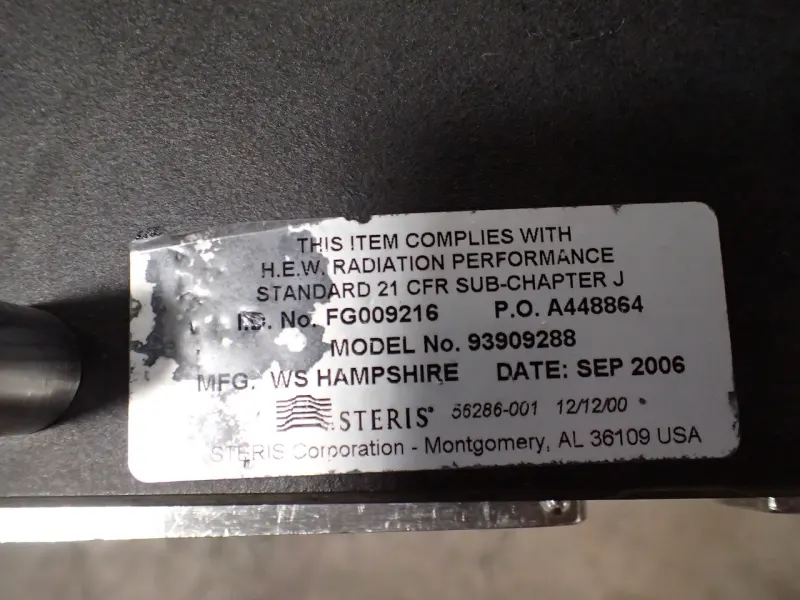 THIS ITEM COMPLIES WITH
H.E.W. RADIATION PERFORMANCE
STANDARD 21 CFR SUB-CHAPTER J
I.D. No. FG009216 P.O. A448864
MODEL No. 93909288
MFG. WS HAMPSHIRE DATE: SEP 2006
STERIS® 56286-001 12/12/00
STERIS Corporation - Montgomery, AL 36109 USA